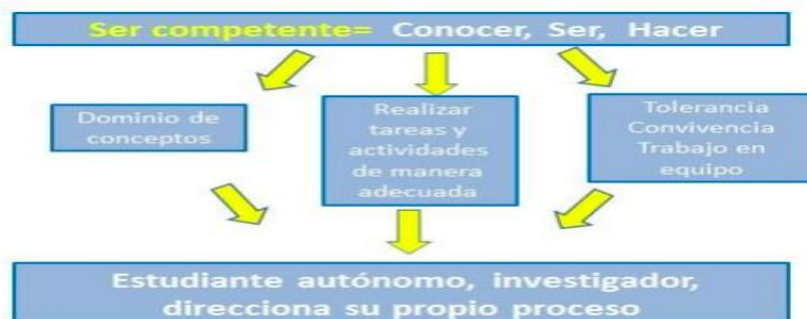 Ser competente= Conocer, Ser, Hacer
Dominio de
conceptos
Realizar
tareas y
actividades
de manera
adecuada
Tolerancia
Convivencia
Trabajo en
equipo
Estudiante autónomo, investigador,
direcciona su propio proceso